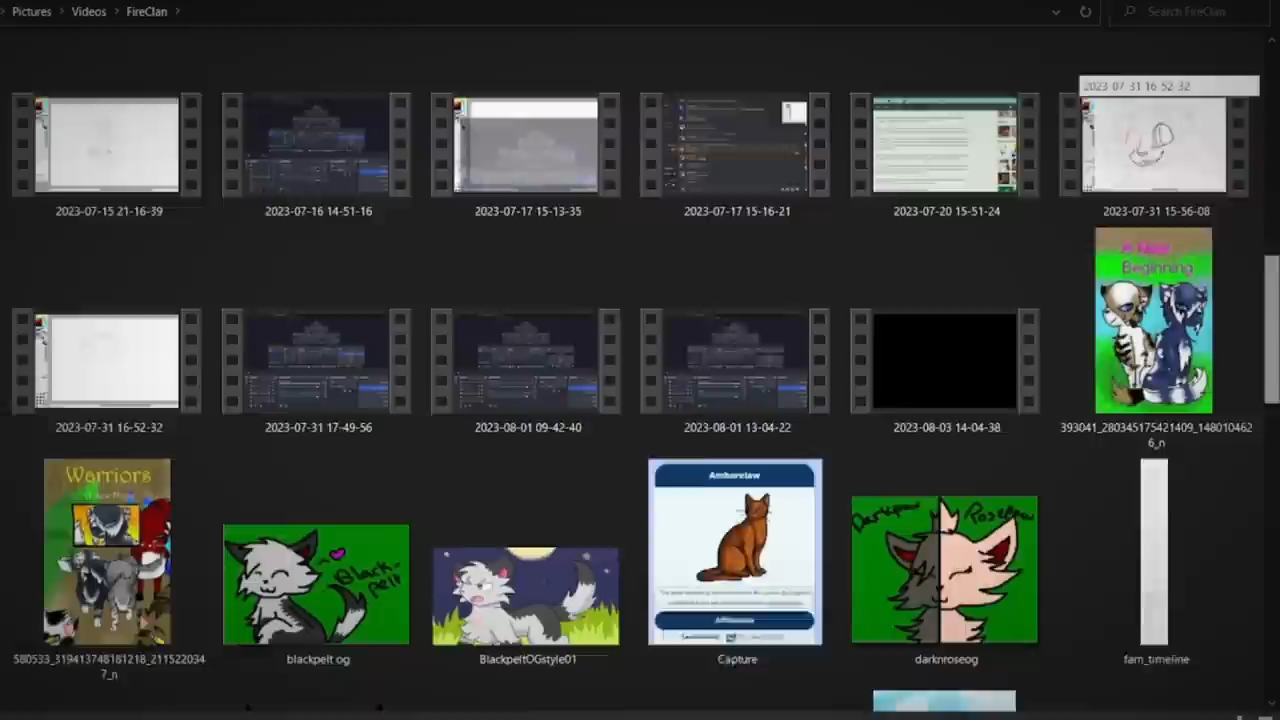 Pictures > Videos > FireClan >
Search FireClan
2023-07-31 16-52-32
2023-07-15 21-16-39
2023-07-16 14-51-16
2023-07-17 15-13-35
2023-07-17 15-16-21
2023-07-20 15-51-24
2023-07-31 15-56-08
A New
Beginning
2023-07-31 16-52-32
2023-07-31 17-49-56
2023-08-01 09-42-40
2023-08-01 13-04-22
2023-08-03 14-04-38
393041_280345175421409_148010462
6_n
Warriors
Black-
pelt
Amberclaw
Darkpaw
Rosepaw
580533_319413748181218_211522034
7_n
blackpelt og
BlackpeltOGstyle01
Capture
darknroseog
fam_timeline